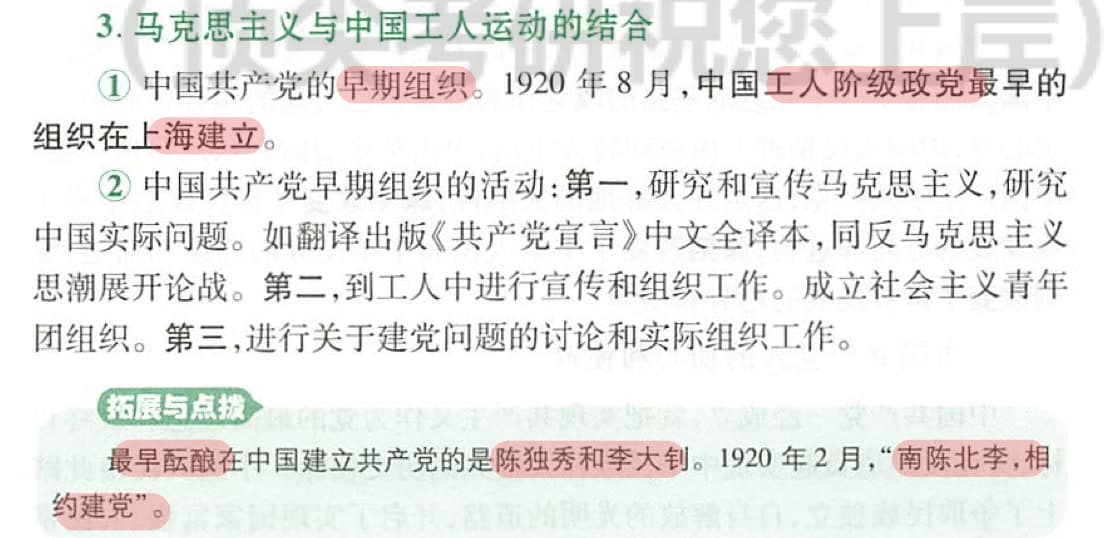 (顶尖考研祝您上岸)
3. 马克思主义与中国工人运动的结合
① 中国共产党的早期组织。1920 年 8 月,中国工人阶级政党最早的
组织在上海建立。
② 中国共产党早期组织的活动:第一,研究和宣传马克思主义,研究
中国实际问题。如翻译出版《共产党宣言》中文全译本,同反马克思主义
思潮展开论战。第二,到工人中进行宣传和组织工作。成立社会主义青年
团组织。第三,进行关于建党问题的讨论和实际组织工作。
拓展与点拨
最早酝酿在中国建立共产党的是陈独秀和李大钊。1920 年 2 月,“南陈北李,相
约建党”。